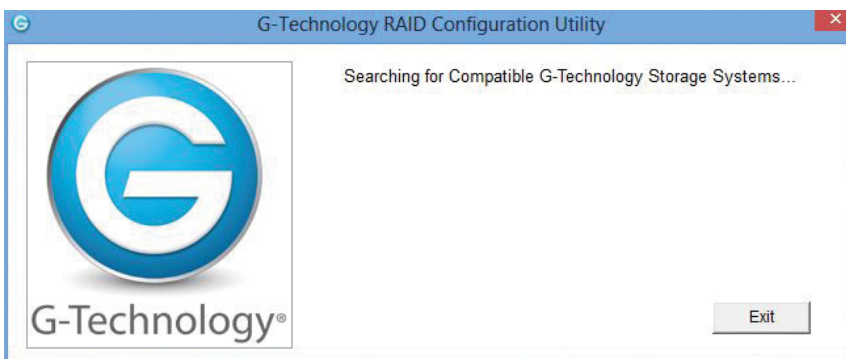 G-Technology RAID Configuration Utility
Searching for Compatible G-Technology Storage Systems...
G-Technology®
Exit